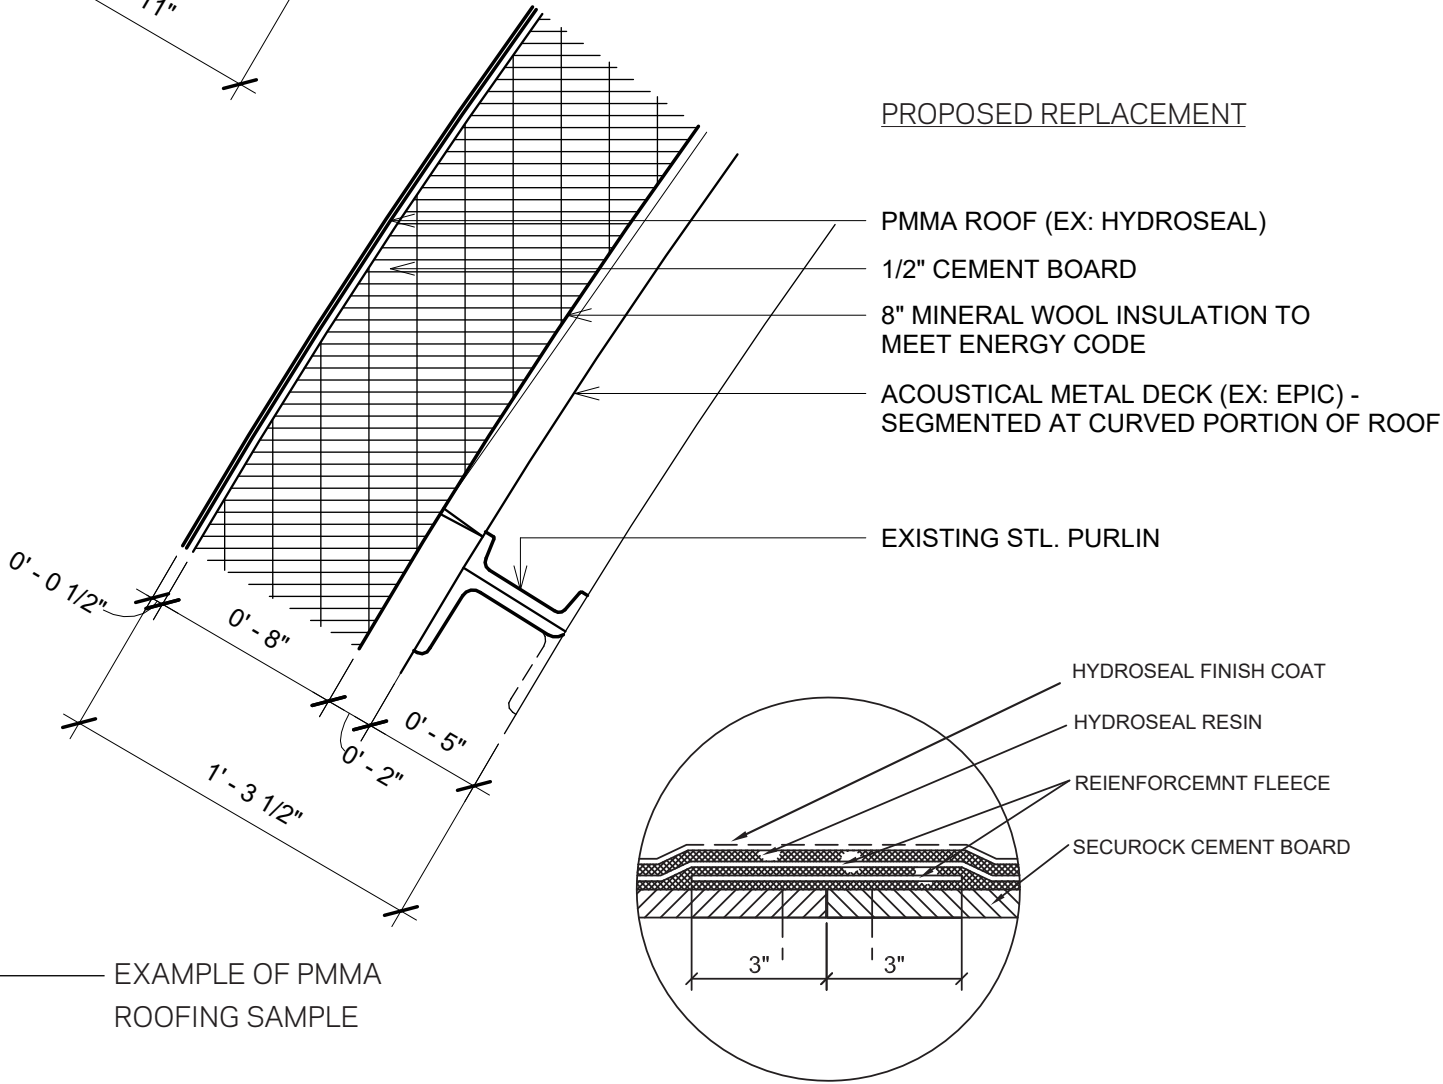 11"
PROPOSED REPLACEMENT
PMMA ROOF (EX: HYDROSEAL)
1/2" CEMENT BOARD
8" MINERAL WOOL INSULATION TO
MEET ENERGY CODE
ACOUSTICAL METAL DECK (EX: EPIC) -
SEGMENTED AT CURVED PORTION OF ROOF
EXISTING STL. PURLIN
0' - 0 1/2"
0' - 8"
0' - 5"
0' - 2"
1' - 3 1/2"
HYDROSEAL FINISH COAT
HYDROSEAL RESIN
REIENFORCEMNT FLEECE
SECUROCK CEMENT BOARD
3"
3"
EXAMPLE OF PMMA
ROOFING SAMPLE